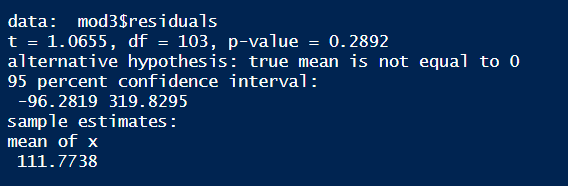 data:  mod3$residuals
t = 1.0655, df = 103, p-value = 0.2892
alternative hypothesis: true mean is not equal to 0
95 percent confidence interval:
 -96.2819 319.8295
sample estimates:
mean of x
 111.7738